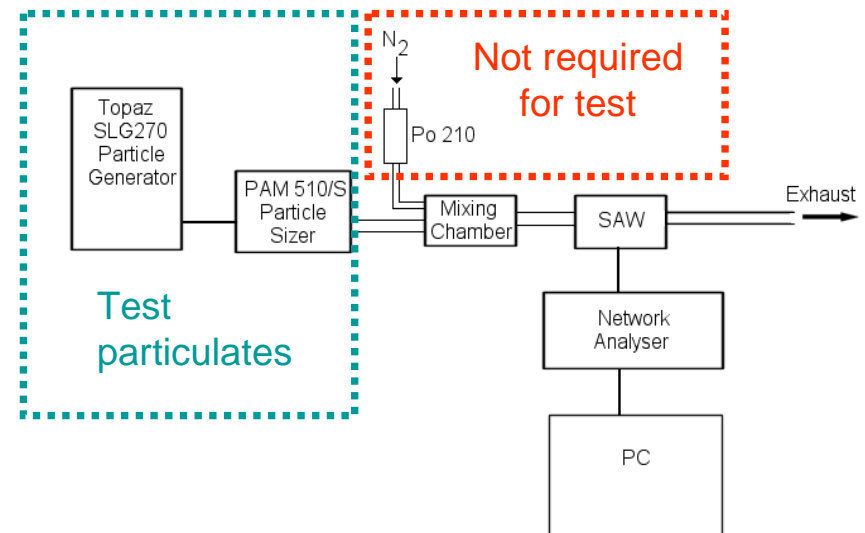 N2
Not required
for test
Topaz
SLG270
Particle
Generator
Po 210
PAM 510/S
Particle
Sizer
Mixing
Chamber
SAW
Exhaust
Test
particulates
Network
Analyser
PC